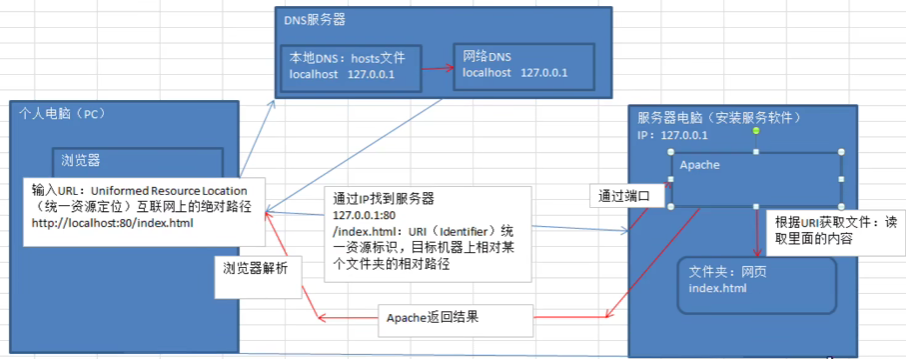 DNS服务器
本地DNS：hosts文件
localhost 127.0.0.1
网络DNS
localhost 127.0.0.1
个人电脑（PC）
浏览器
输入URL：Uniformed Resource Location
（统一资源定位）互联网上的绝对路径
http://localhost:80/index.html
浏览器解析
通过IP找到服务器
127.0.0.1:80
/index.html：URI（Identifier）统
一资源标识，目标机器上相对某
个文件夹的相对路径
Apache返回结果
服务器电脑（安装服务软件）
IP：127.0.0.1
Apache
通过端口
根据URI获取文件：读
取里面的内容
文件夹：网页
index.html